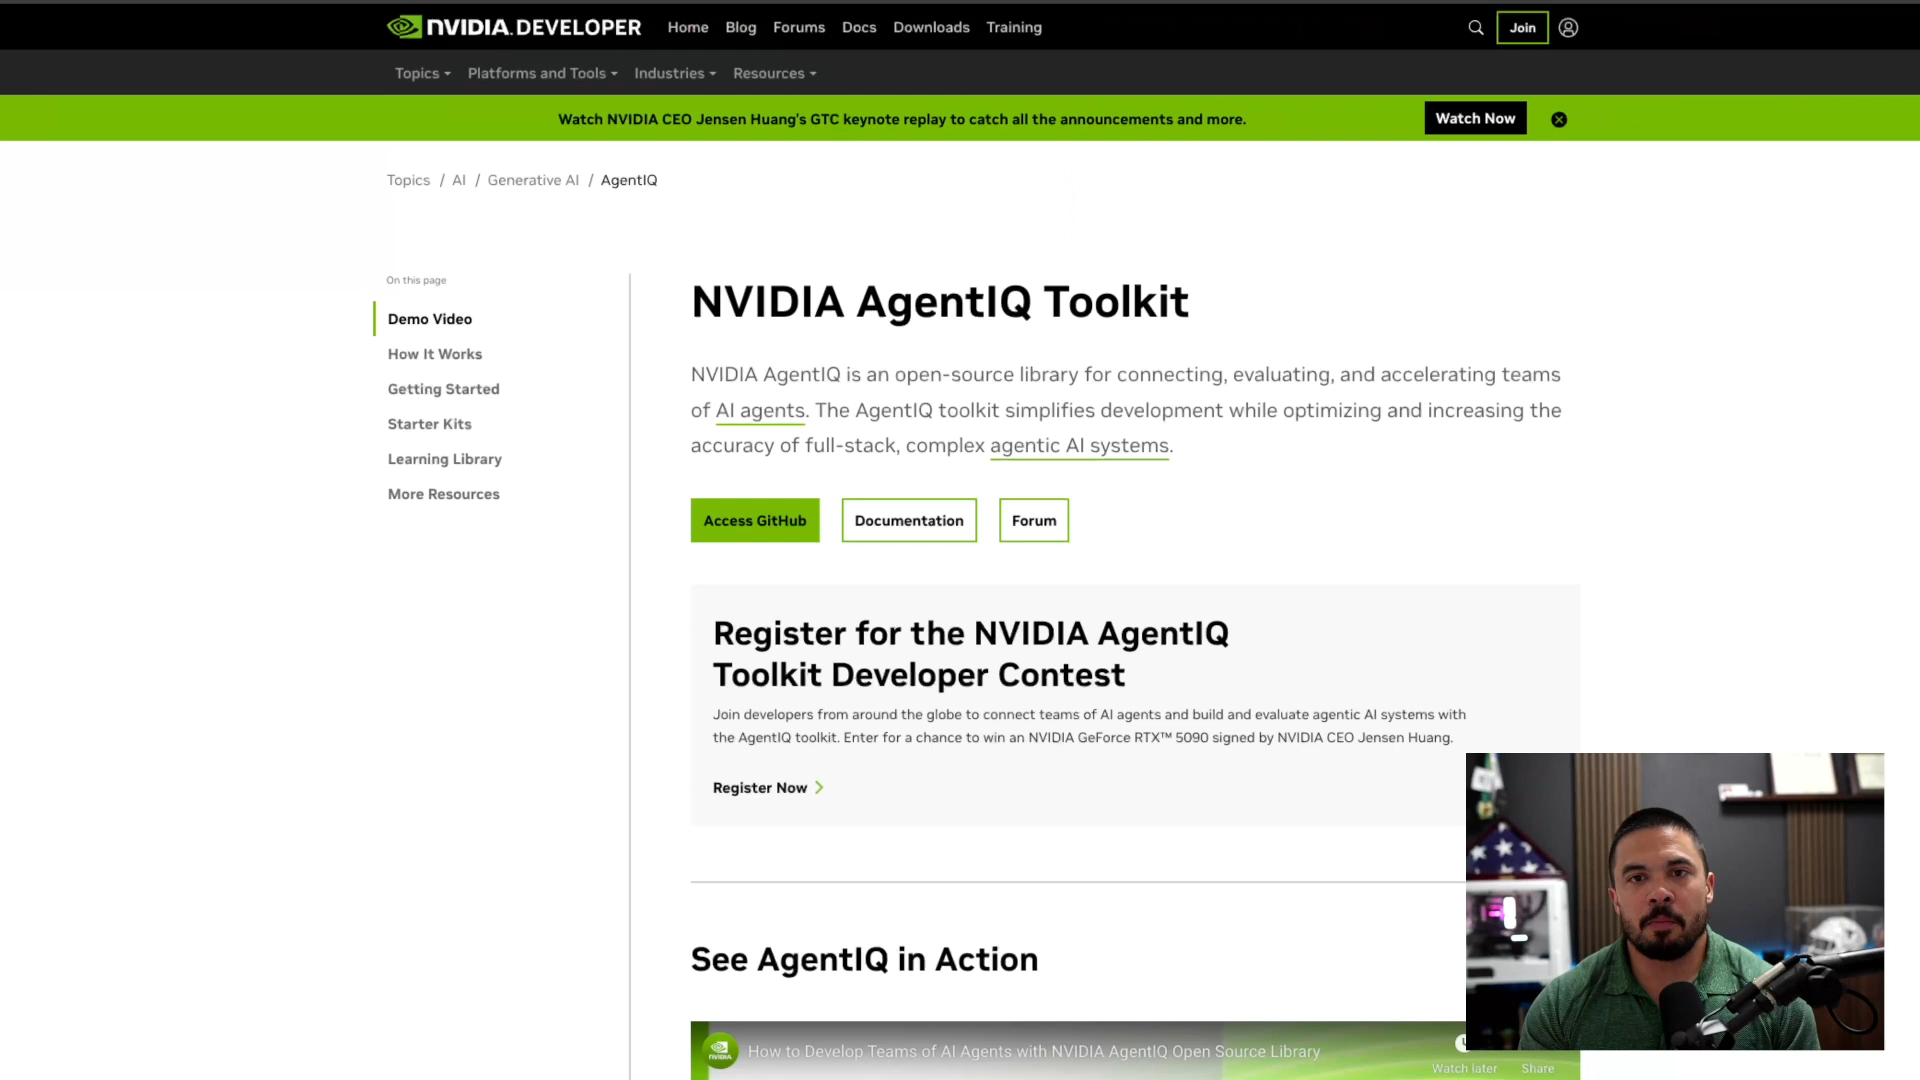 NVIDIA. DEVELOPER
Home Blog Forums Docs Downloads Training
Join
Topics Platforms and Tools Industries Resources
Watch NVIDIA CEO Jensen Huang's GTC keynote replay to catch all the announcements and more.
Watch Now
Topics / AI / Generative AI / AgentIQ
On this page
Demo Video
How It Works
Getting Started
Starter Kits
Learning Library
More Resources
NVIDIA AgentIQ Toolkit
NVIDIA AgentIQ is an open-source library for connecting, evaluating, and accelerating teams
of AI agents. The AgentIQ toolkit simplifies development while optimizing and increasing the
accuracy of full-stack, complex agentic AI systems.
Access GitHub
Documentation
Forum
Register for the NVIDIA AgentIQ
Toolkit Developer Contest
Join developers from around the globe to connect teams of AI agents and build and evaluate agentic AI systems with
the AgentIQ toolkit. Enter for a chance to win an NVIDIA GeForce RTX™ 5090 signed by NVIDIA CEO Jensen Huang.
Register Now
See AgentIQ in Action
NVIDIA
How to Develop Teams of AI Agents with NVIDIA AgentIQ Open Source Library
Watch later Share